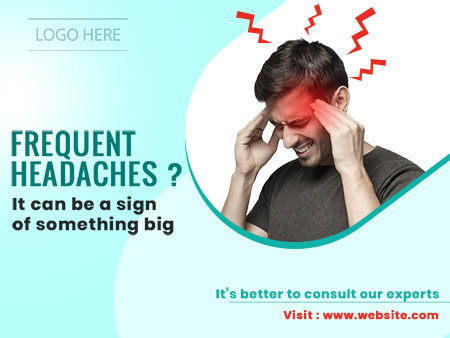 LOGO HERE
FREQUENT
HEADACHES ?
It can be a sign
of something big
It's better to consult our experts
Visit : www.website.com